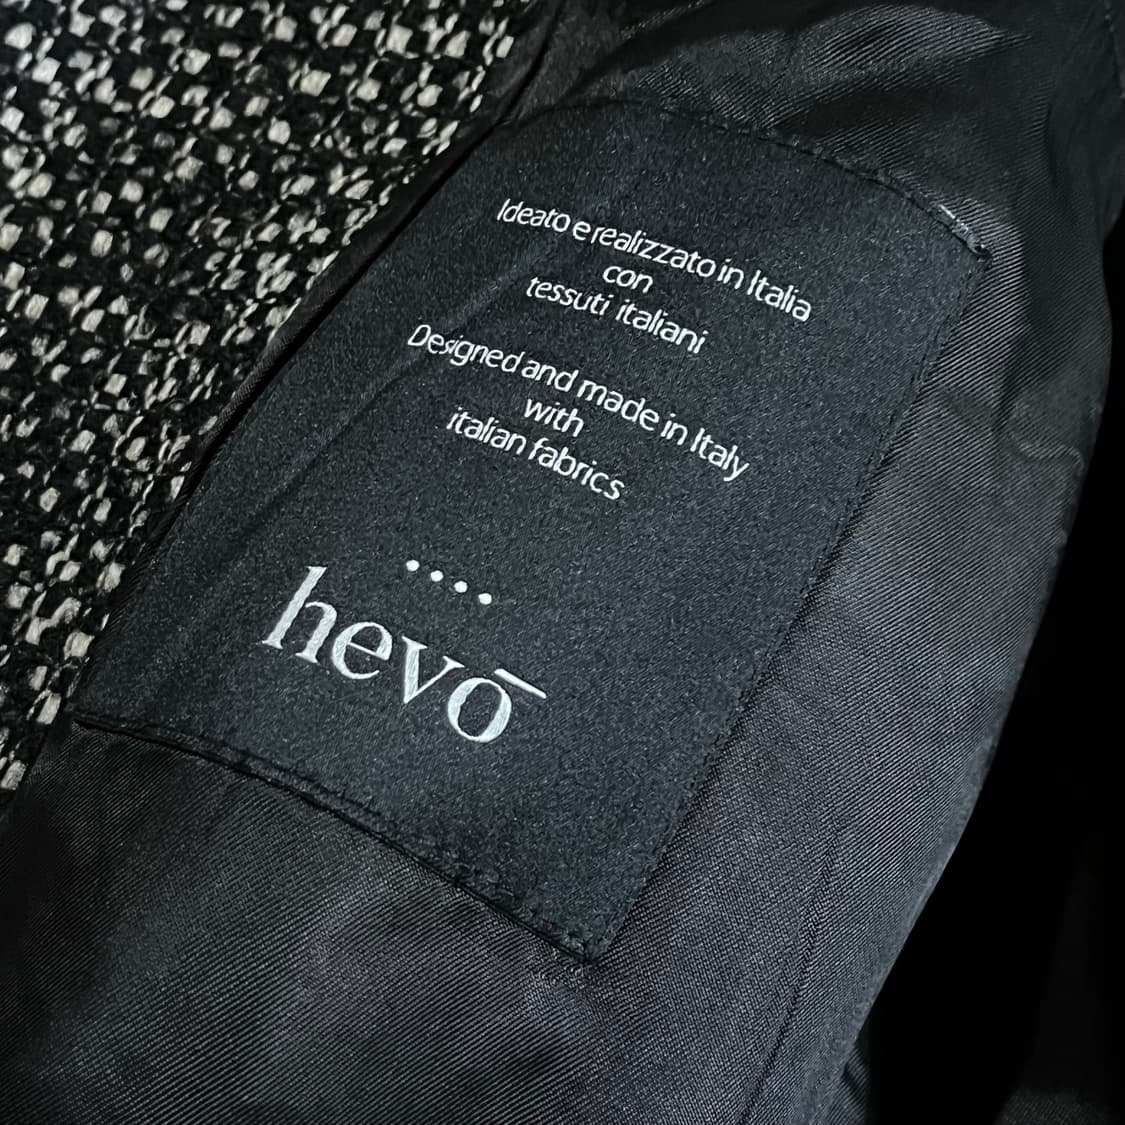 Ideato e realizzato in Italia
con
tessuti italiani
Designed and made in Italy
with
italian fabrics
hevō